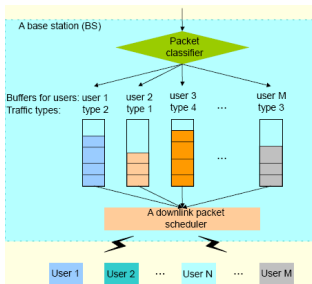 A base station (BS)
Packet
classifier
Buffers for users: user 1 user 2 user 3 user M
Traffic types: type 2 type 1 type 4 ... type 3
...
A downlink packet
scheduler
User 1 User 2 ... User N ... User M